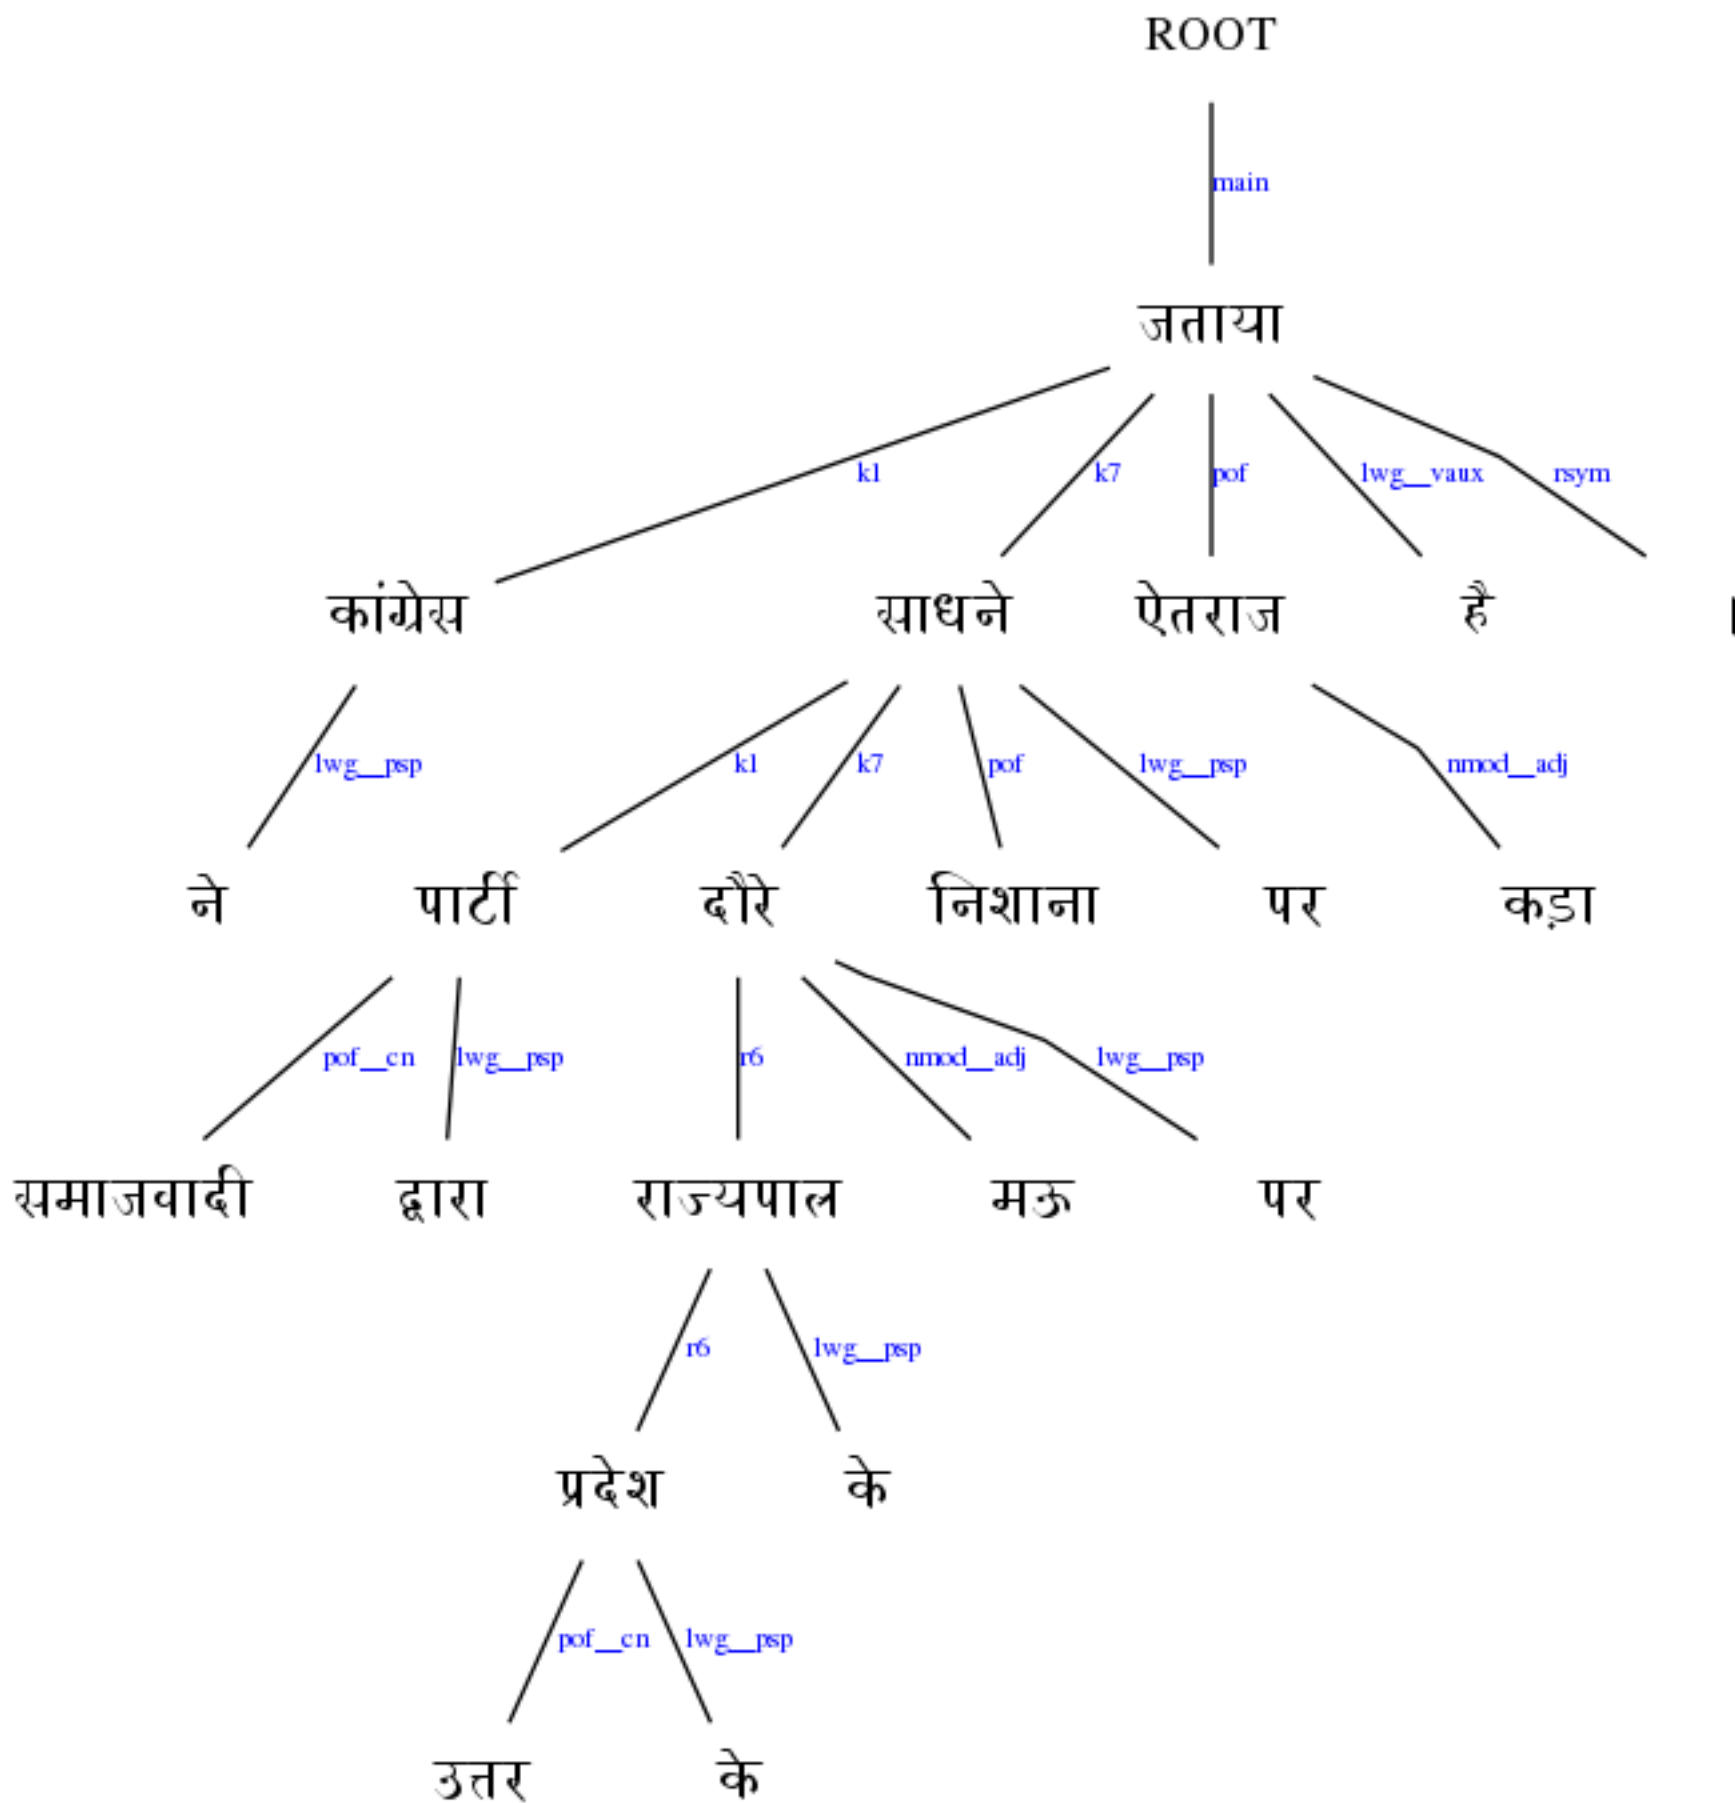 ROOT
main
जताया
k1 k7 pof lwg__vaux rsym
कांग्रेस साधने ऐतराज है ।
lwg__psp k1 k7 pof lwg__psp nmod__adj
ने पार्टी दौरे निशाना पर कड़ा
pof__cn lwg__psp r6 nmod__adj lwg__psp
समाजवादी द्वारा राज्यपाल मऊ पर
r6 lwg__psp
प्रदेश के
pof__cn lwg__psp
उत्तर के